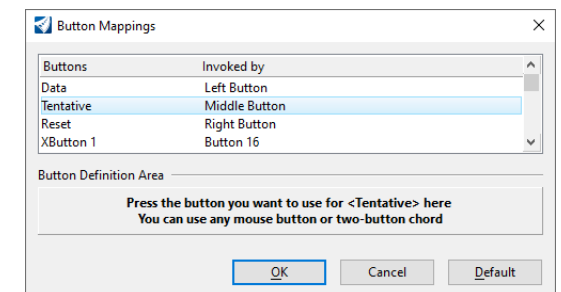 Button Mappings
Buttons Invoked by
Data Left Button
Tentative Middle Button
Reset Right Button
XButton 1 Button 16
Button Definition Area
Press the button you want to use for <Tentative> here
You can use any mouse button or two-button chord
OK Cancel Default